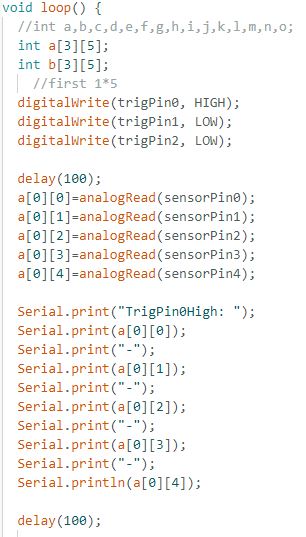 void loop() {
//int a,b,c,d,e,f,g,h,i,j,k,l,m,n,o;
int a[3][5];
int b[3][5];
//first 1*5
digitalWrite(trigPin0, HIGH);
digitalWrite(trigPin1, LOW);
digitalWrite(trigPin2, LOW);
delay(100);
a[0][0]=analogRead(sensorPin0);
a[0][1]=analogRead(sensorPin1);
a[0][2]=analogRead(sensorPin2);
a[0][3]=analogRead(sensorPin3);
a[0][4]=analogRead(sensorPin4);
Serial.print("TrigPin0High: ");
Serial.print(a[0][0]);
Serial.print("-");
Serial.print(a[0][1]);
Serial.print("-");
Serial.print(a[0][2]);
Serial.print("-");
Serial.print(a[0][3]);
Serial.print("-");
Serial.println(a[0][4]);
delay(100);